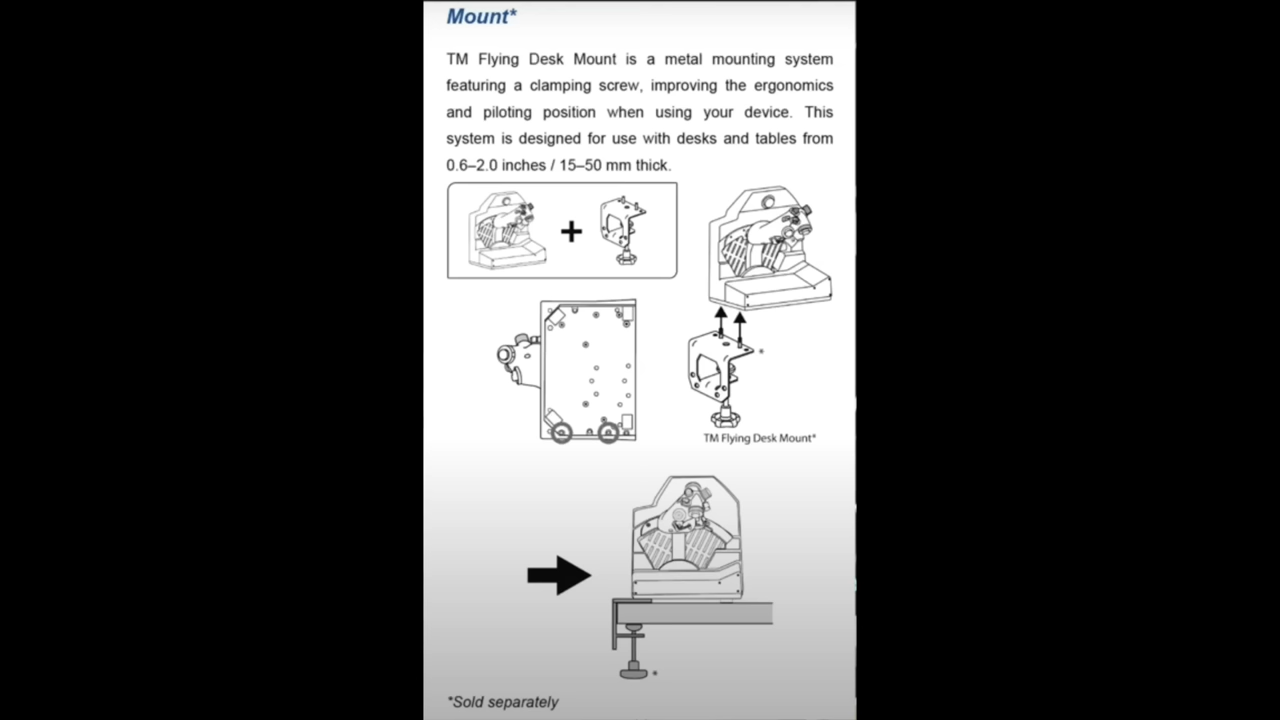 Mount*
TM Flying Desk Mount is a metal mounting system
featuring a clamping screw, improving the ergonomics
and piloting position when using your device. This
system is designed for use with desks and tables from
0.6–2.0 inches / 15–50 mm thick.
+
*
TM Flying Desk Mount*
*
*Sold separately